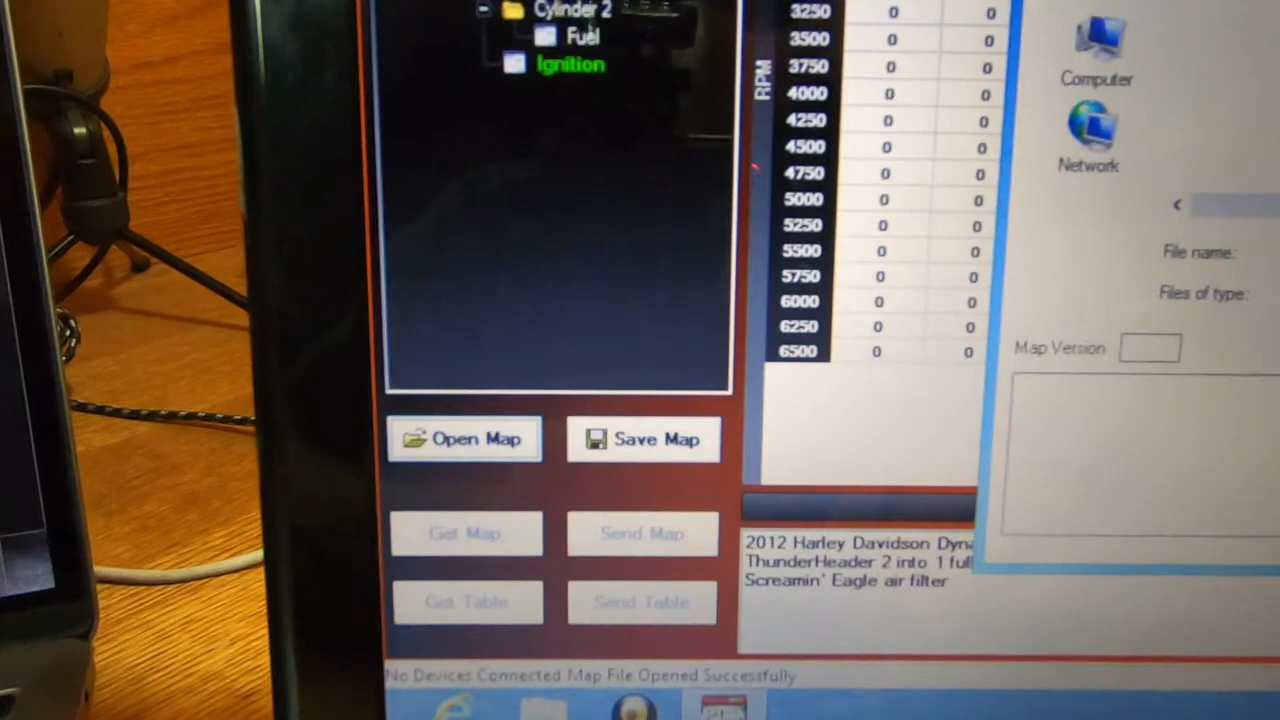 Cylinder 2
Fuel
Ignition
Open Map
Save Map
Get Map
Send Map
Get Table
Send Table
RPM
3250 0 0
3500 0 0
3750 0 0
4000 0 0
4250 0 0
4500 0 0
4750 0 0
5000 0 0
5250 0 0
5500 0 0
5750 0 0
6000 0 0
6250 0 0
6500 0 0
2012 Harley Davidson Dyna
ThunderHeader 2 into 1 full
Screamin' Eagle air filter
Computer
Network
<
File name:
Files of type:
Map Version
No Devices Connected Map File Opened Successfully